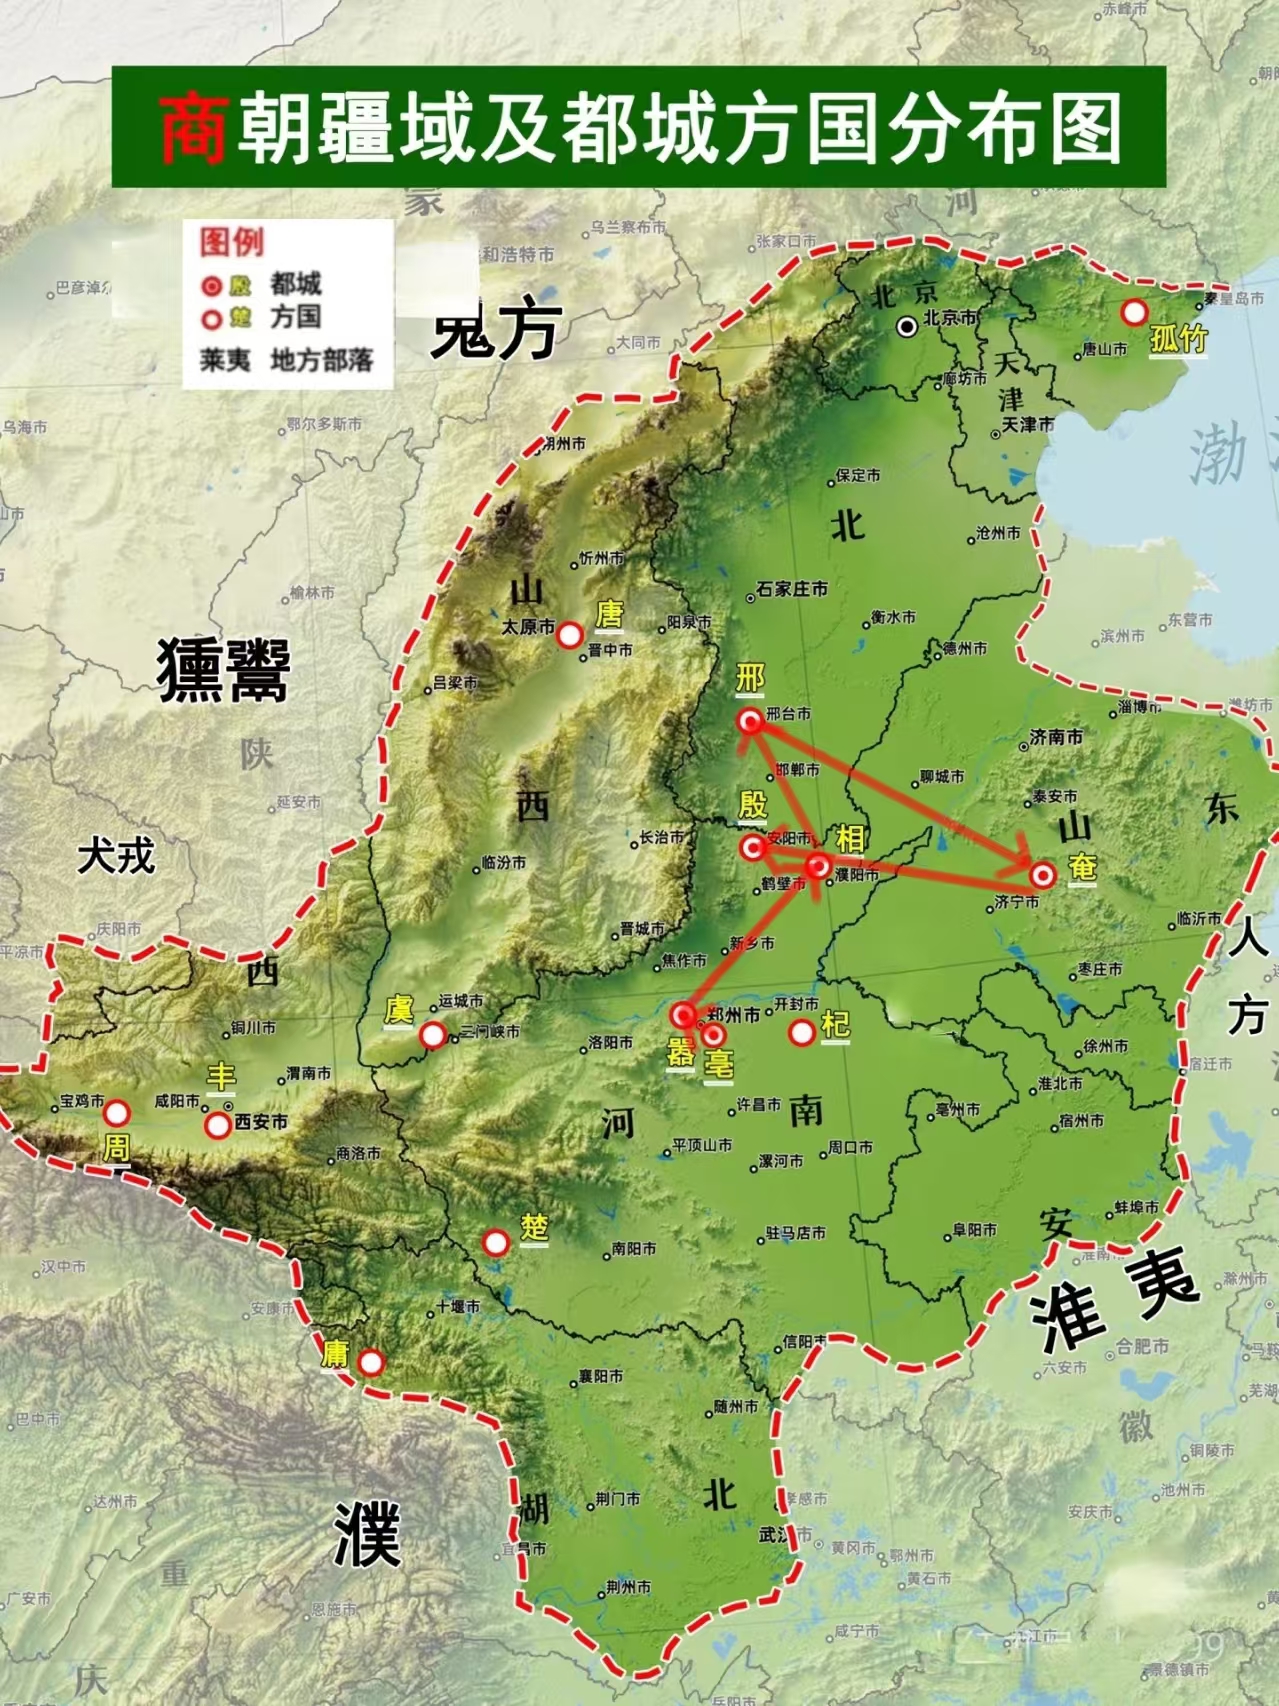 商朝疆域及都城方国分布图
图例
殷 都城
楚 方国
莱夷 地方部落
赤峰市
河
乌兰察布市
张家口市
和浩特市
巴彦淖
鬼方
大同市
北京
北京市
秦皇岛市
孤竹
唐山市
廊坊市
天津
天津市
渤
乌海市
鄂尔多斯市
朔州市
保定市
北
沧州市
忻州市
石家庄市
榆林市
山
唐
太原市
阳泉市
晋中市
衡水市
东营市
滨州市
德州市
獯鬻
吕梁市
邢
邢台市
淄博市
潍坊市
陕
济南市
邯郸市
聊城市
延安市
西
殷
泰安市
山
东
犬戎
长治市
安阳市
相
临汾市
鹤壁市
濮阳市
奄
济宁市
庆阳市
临沂市
平凉市
晋城市
新乡市
人方
西
焦作市
枣庄市
虞
运城市
郑州市
开封市
杞
铜川市
三门峡市
洛阳市
嚣
亳
徐州市
宿迁市
丰
渭南市
淮北市
宝鸡市
咸阳市
西安市
许昌市
河
南
亳州市
宿州市
周
商洛市
平顶山市
漯河市
周口市
楚
南阳市
驻马店市
阜阳市
安
蚌埠市
汉中市
淮南
淮夷
滁州市
安康市
十堰市
信阳市
合肥市
庸
六安市
襄阳市
巴中市
随州市
徽
铜陵市
达州市
濮
荆门市
湖
北
孝感市
池州市
安庆市
武汉市
宜昌市
黄冈市
鄂州市
重
荆州市
黄石市
广安市
恩施市
咸宁市
九江市
庆
岳阳市
景德镇市